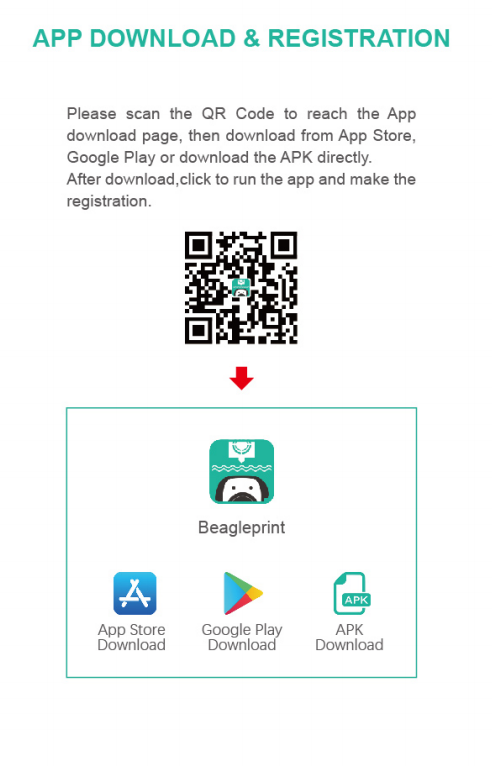 APP DOWNLOAD & REGISTRATION
Please scan the QR Code to reach the App
download page, then download from App Store,
Google Play or download the APK directly.
After download,click to run the app and make the
registration.
Beagleprint
APK
App Store
Download
Google Play
Download
APK
Download